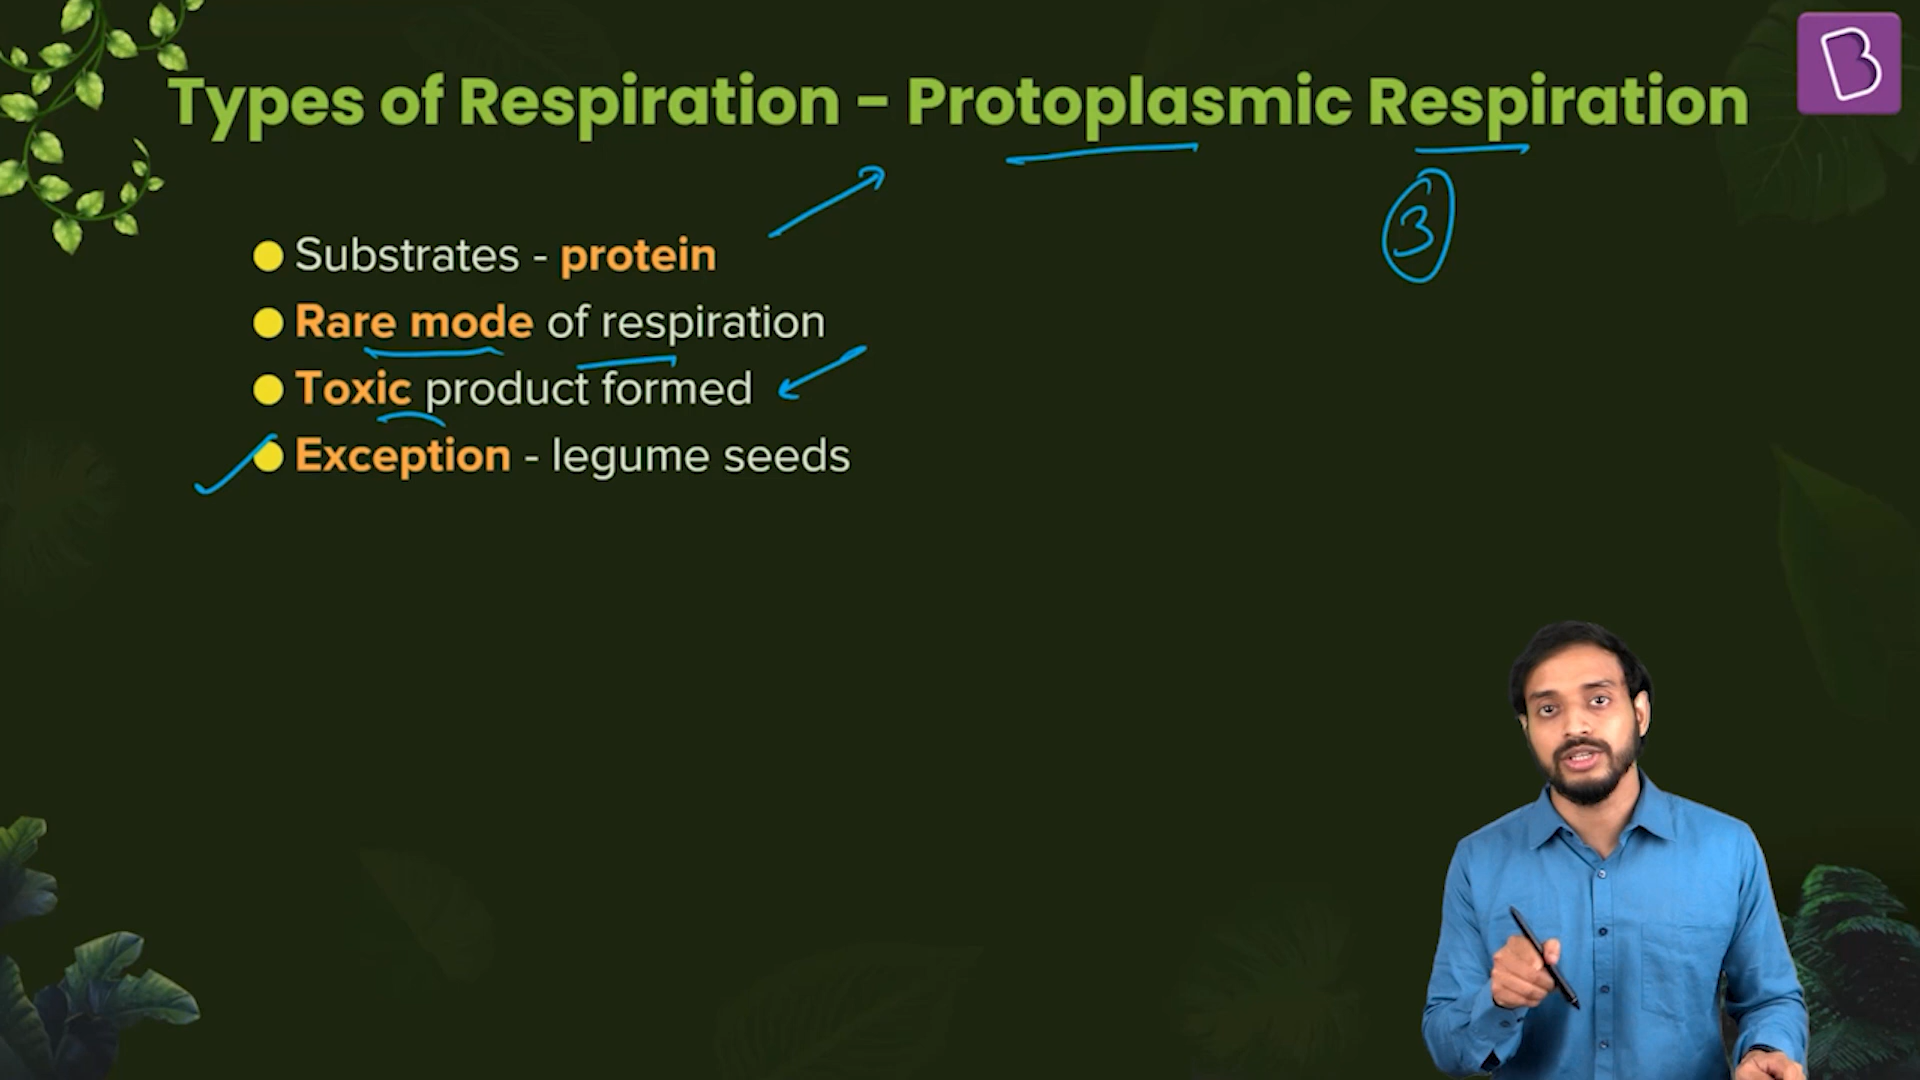 Types of Respiration - Protoplasmic Respiration
3
Substrates - protein
Rare mode of respiration
Toxic product formed
Exception - legume seeds